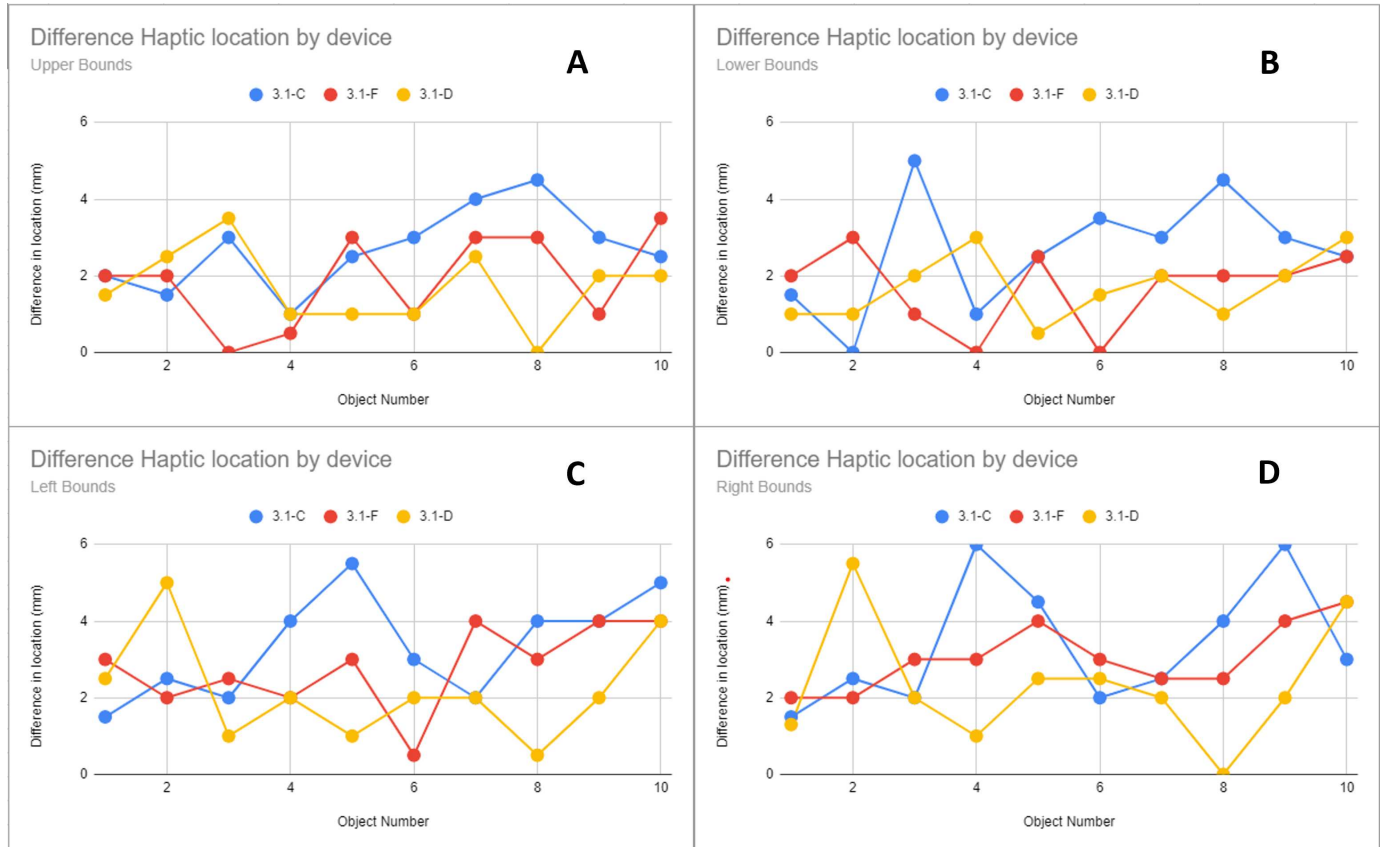 Difference Haptic location by device
Upper Bounds
A
3.1-C 3.1-F 3.1-D
Difference in location (mm)
6
4
2
0
2 4 6 8 10
Object Number
Difference Haptic location by device
Lower Bounds
B
3.1-C 3.1-F 3.1-D
Difference in location (mm)
6
4
2
0
2 4 6 8 10
Object Number
Difference Haptic location by device
Left Bounds
C
3.1-C 3.1-F 3.1-D
Difference in location (mm)
6
4
2
0
2 4 6 8 10
Object Number
Difference Haptic location by device
Right Bounds
D
3.1-C 3.1-F 3.1-D
Difference in location (mm)
6
4
2
0
2 4 6 8 10
Object Number